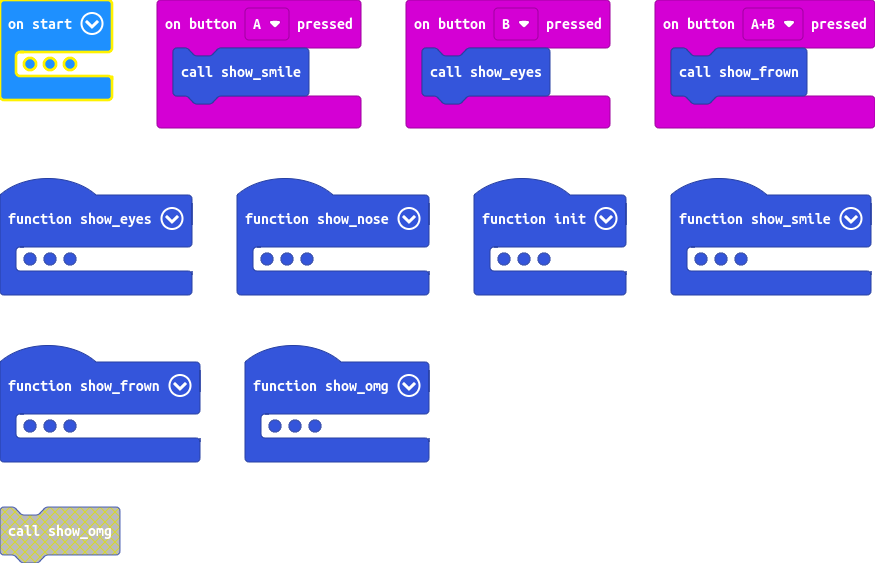 on start
on button A pressed
call show_smile
on button B pressed
call show_eyes
on button A+B pressed
call show_frown
function show_eyes
function show_nose
function init
function show_smile
function show_frown
function show_omg
call show_omg